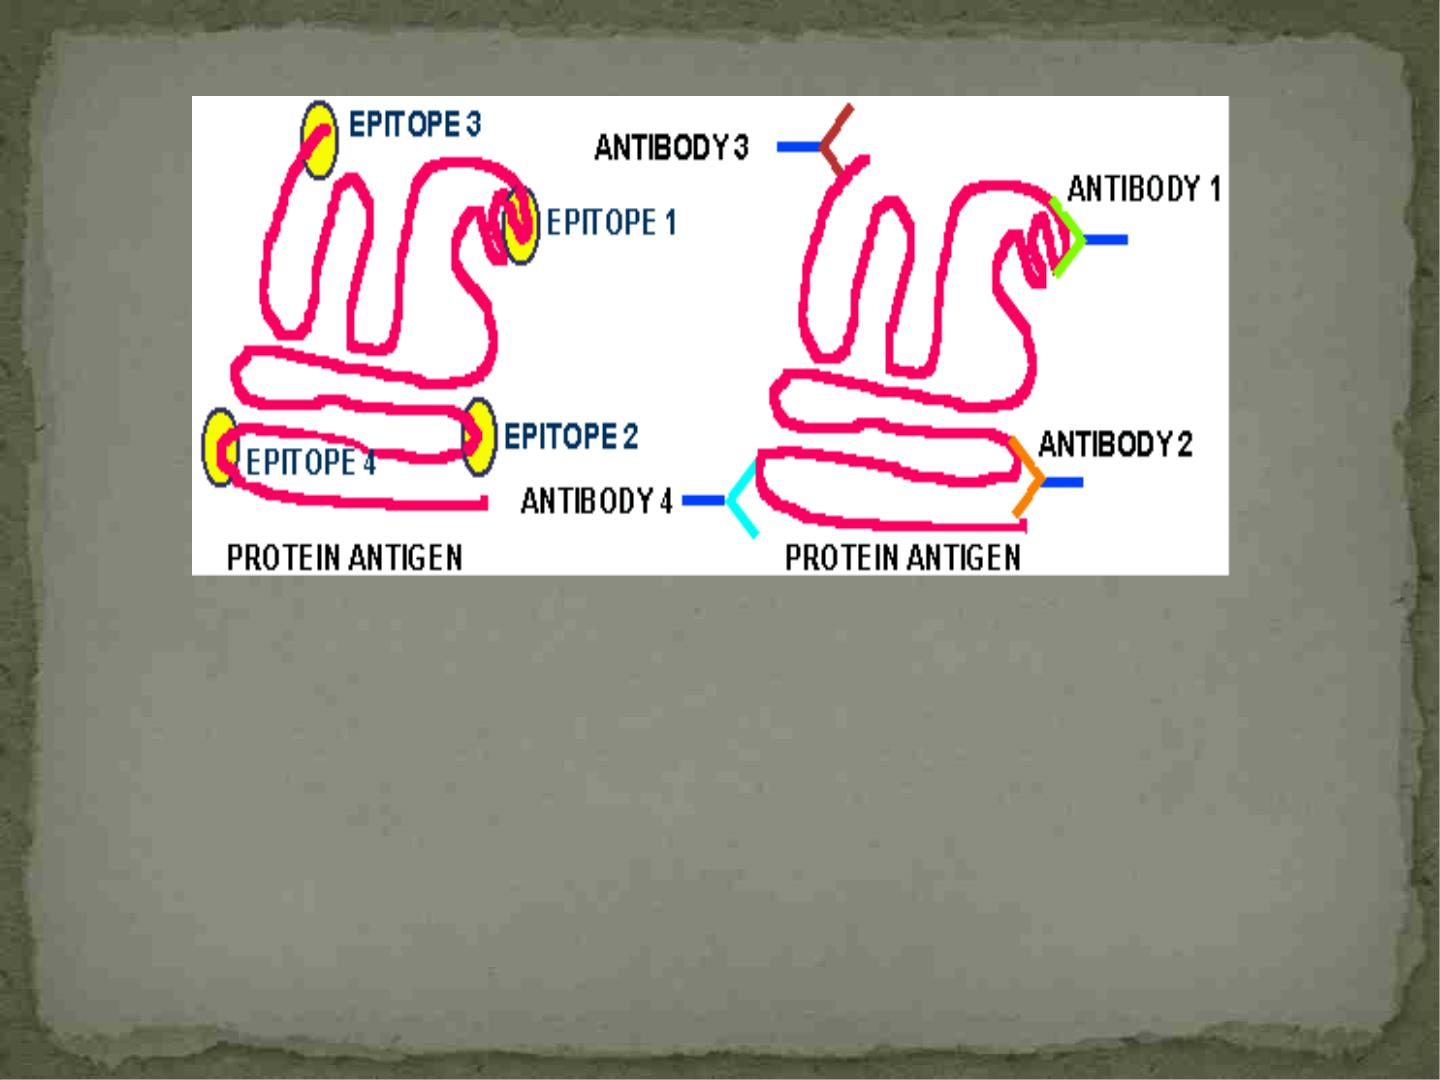 EPITOPE 3
EPITOPE 1
EPITOPE 2
EPITOPE 4
PROTEIN ANTIGEN
ANTIBODY 3
ANTIBODY 1
ANTIBODY 2
ANTIBODY 4
PROTEIN ANTIGEN